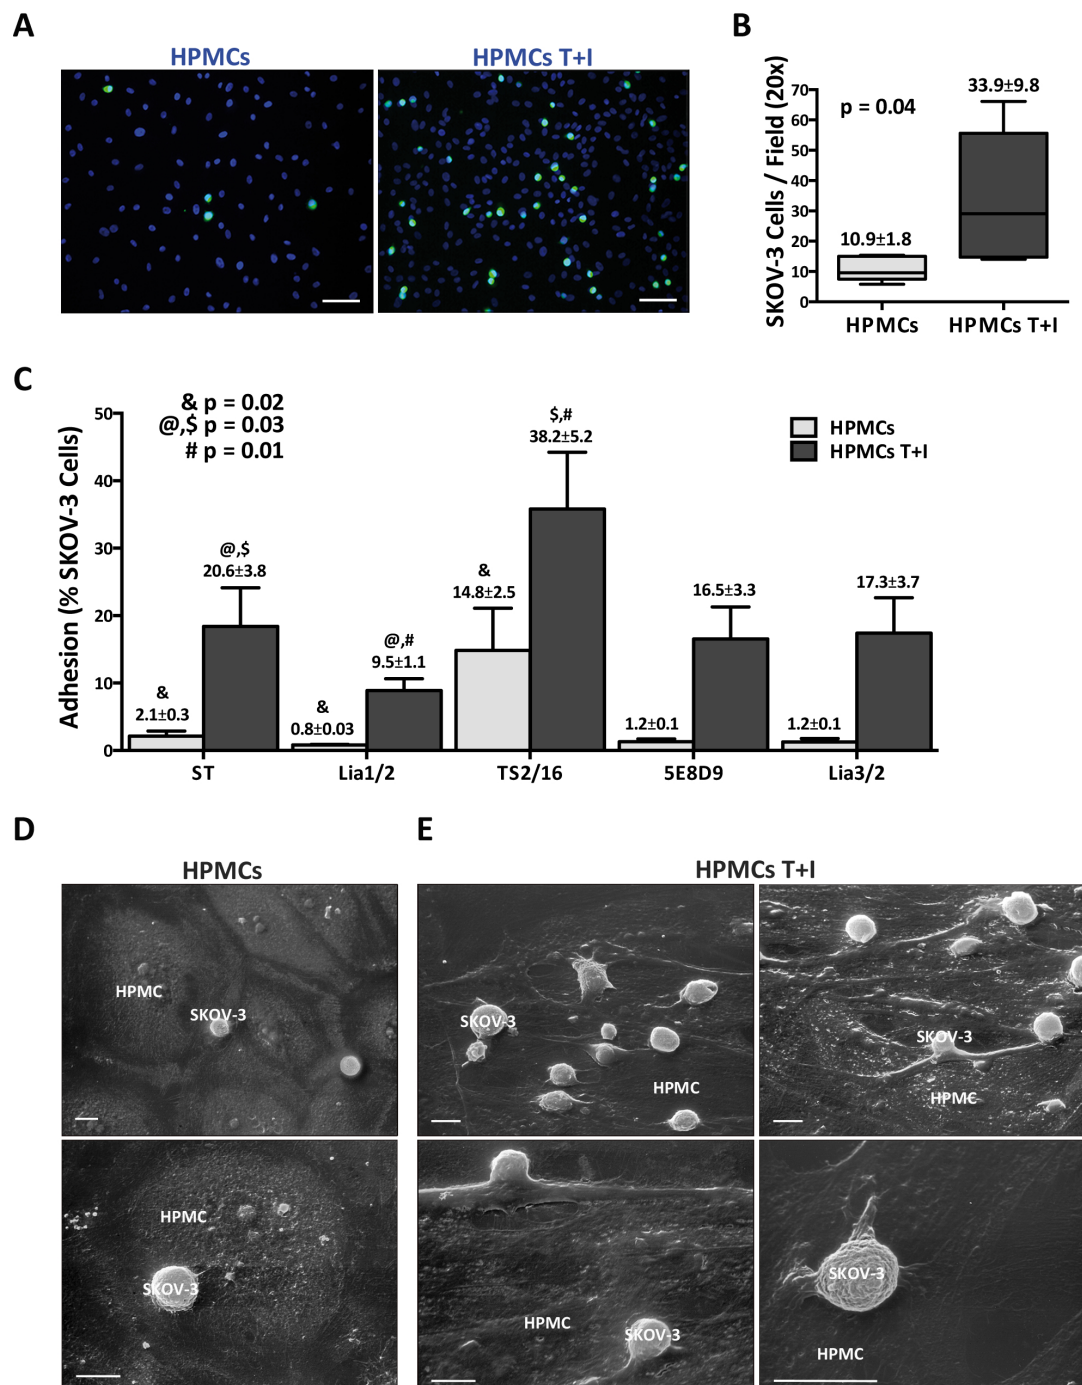 A
HPMCs
HPMCs T+I
B
SKOV-3 Cells / Field (20x)
70
60
50
40
30
20
10
0
p = 0.04
10.9±1.8
33.9±9.8
HPMCs
HPMCs T+I
C
Adhesion (% SKOV-3 Cells)
50
40
30
20
10
0
& p = 0.02
@,$ p = 0.03
# p = 0.01
HPMCs
HPMCs T+I
&
2.1±0.3
@,$
20.6±3.8
&
0.8±0.03
@,#
9.5±1.1
&
14.8±2.5
$,#
38.2±5.2
1.2±0.1
16.5±3.3
1.2±0.1
17.3±3.7
ST
Lia1/2
TS2/16
5E8D9
Lia3/2
D
HPMCs
HPMC
SKOV-3
HPMC
SKOV-3
E
HPMCs T+I
SKOV-3
HPMC
SKOV-3
HPMC
HPMC
SKOV-3
SKOV-3
HPMC